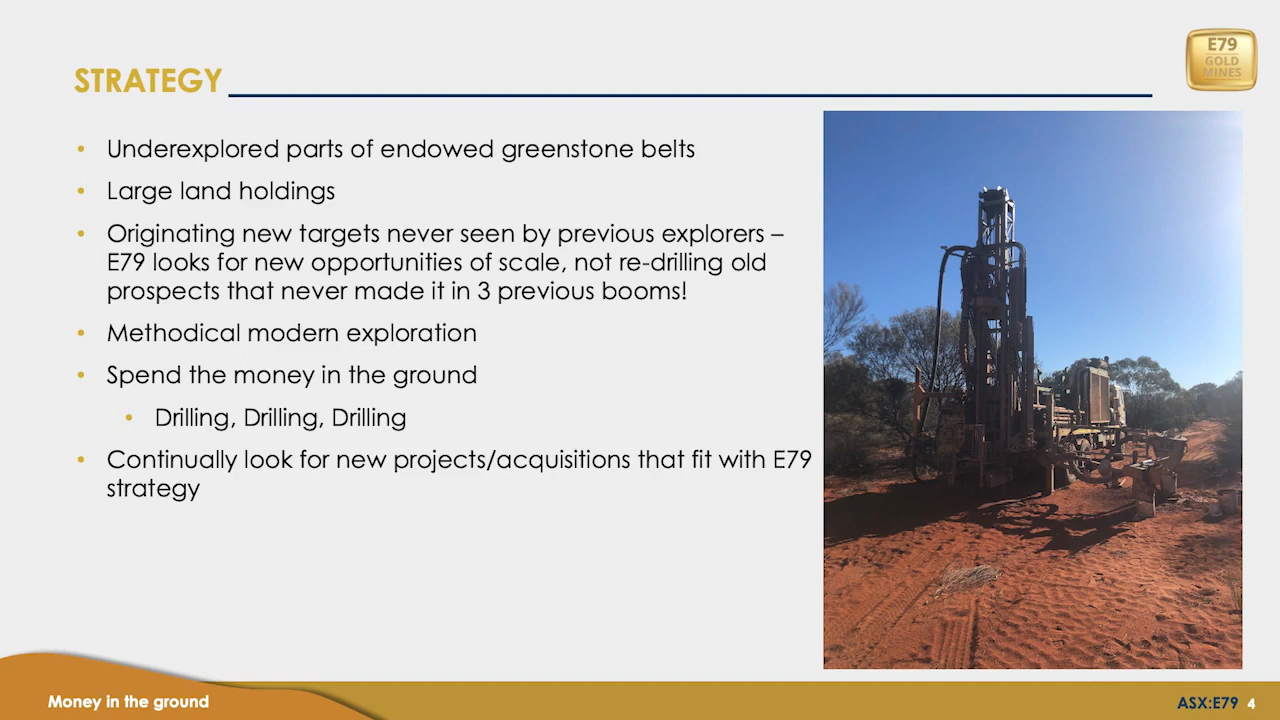 E79
GOLD
MINES
STRATEGY
• Underexplored parts of endowed greenstone belts
• Large land holdings
• Originating new targets never seen by previous explorers –
E79 looks for new opportunities of scale, not re-drilling old
prospects that never made it in 3 previous booms!
• Methodical modern exploration
• Spend the money in the ground
• Drilling, Drilling, Drilling
• Continually look for new projects/acquisitions that fit with E79
strategy
Money in the ground
ASX:E79 4